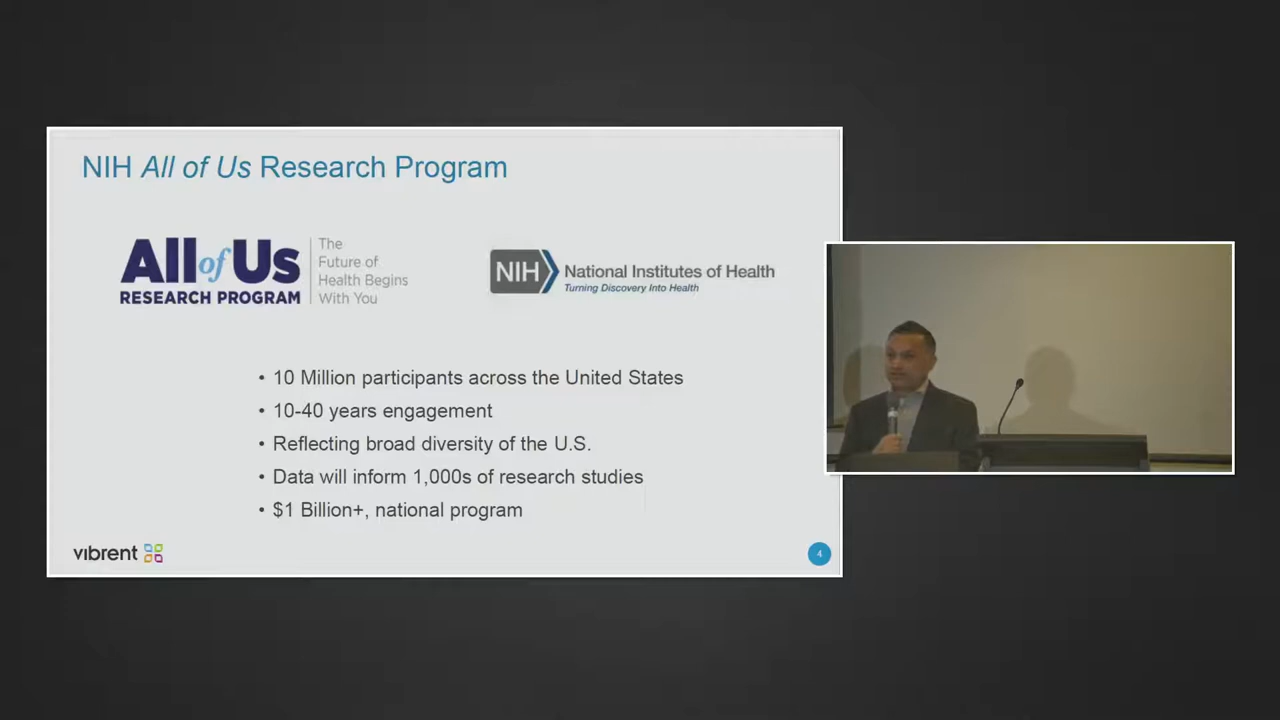 NIH All of Us Research Program
All of Us
RESEARCH PROGRAM
The
Future of
Health Begins
With You
NIH
National Institutes of Health
Turning Discovery Into Health
• 10 Million participants across the United States
• 10-40 years engagement
• Reflecting broad diversity of the U.S.
• Data will inform 1,000s of research studies
• $1 Billion+, national program
vibrent
4